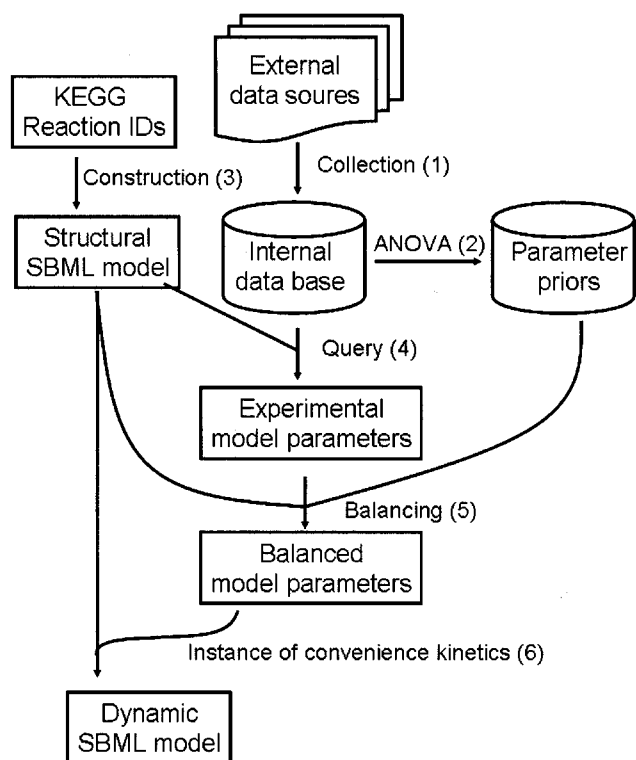 External
data soures
KEGG
Reaction IDs
Collection (1)
Construction (3)
Structural
SBML model
Internal
data base
ANOVA (2)
Parameter
priors
Query (4)
Experimental
model parameters
Balancing (5)
Balanced
model parameters
Instance of convenience kinetics (6)
Dynamic
SBML model